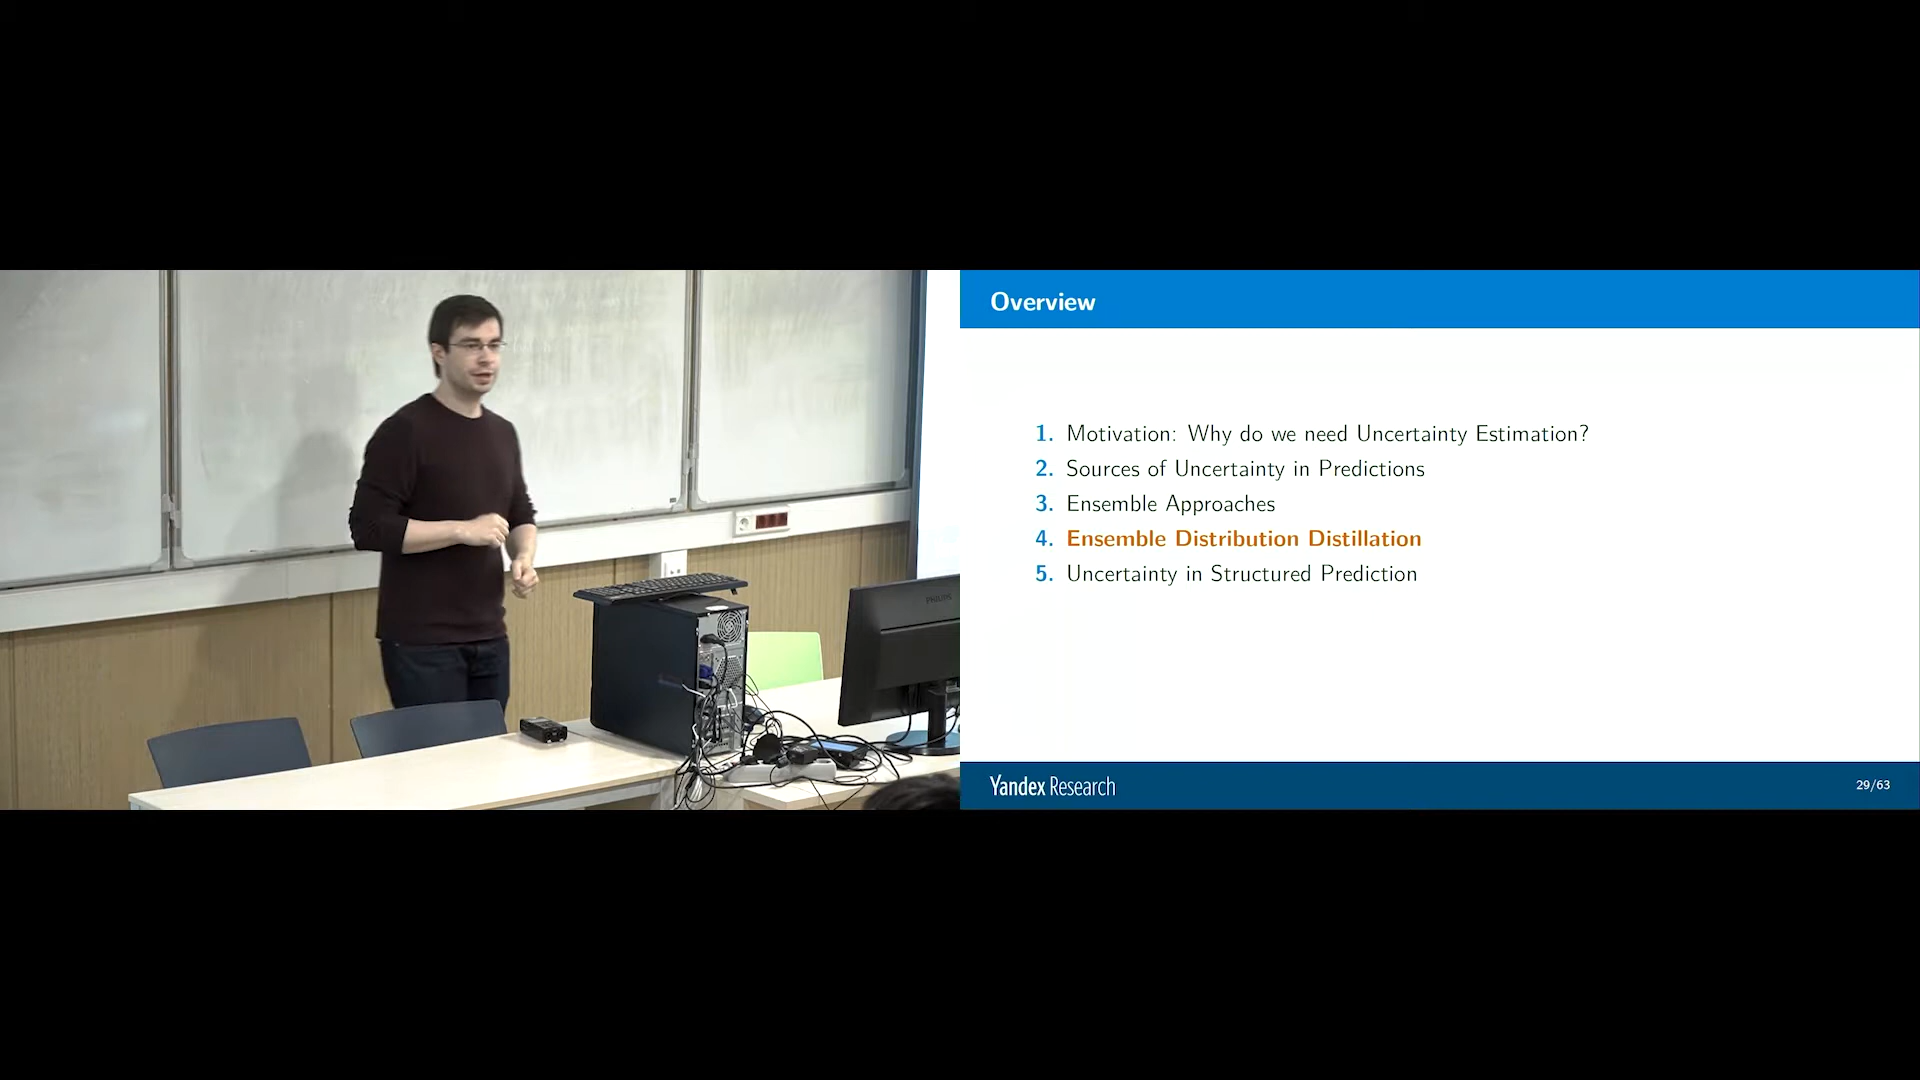 Overview
1. Motivation: Why do we need Uncertainty Estimation?
2. Sources of Uncertainty in Predictions
3. Ensemble Approaches
4. Ensemble Distribution Distillation
5. Uncertainty in Structured Prediction
Yandex Research
29/63
PHILIPS